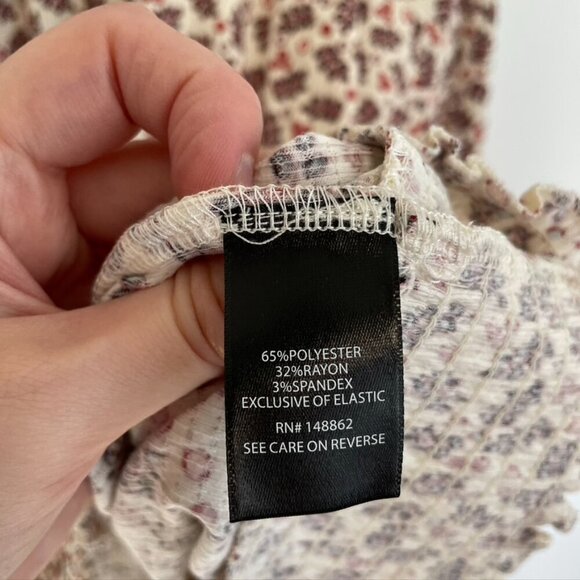 65%POLYESTER
32%RAYON
3%SPANDEX
EXCLUSIVE OF ELASTIC
RN# 148862
SEE CARE ON REVERSE